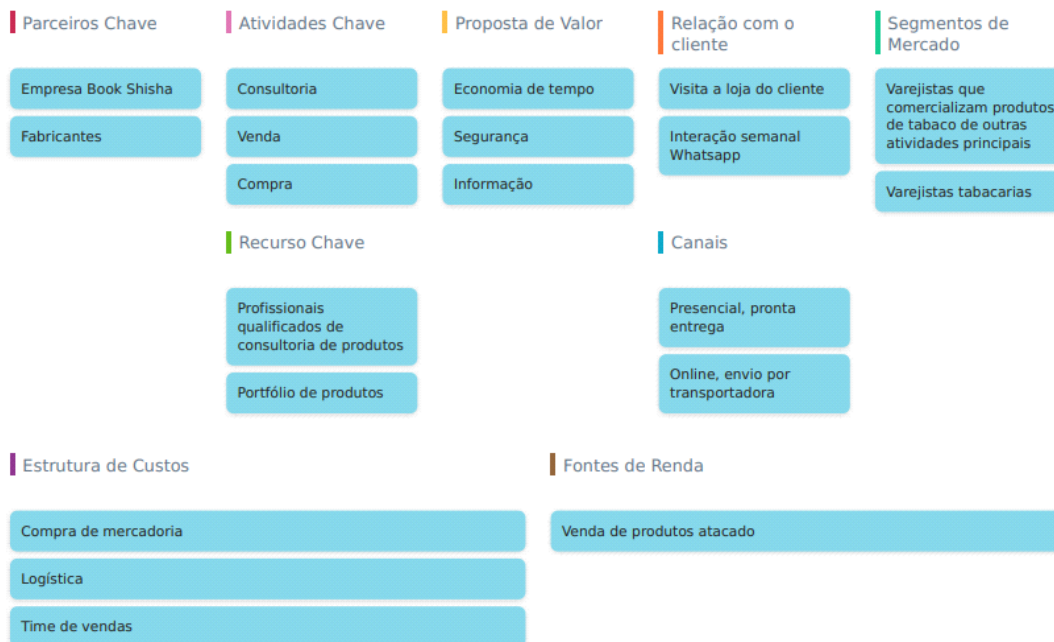 Parceiros Chave
Empresa Book Shisha
Fabricantes
Atividades Chave
Consultoria
Venda
Compra
Recurso Chave
Profissionais
qualificados de
consultoria de produtos
Portfólio de produtos
Proposta de Valor
Economia de tempo
Segurança
Informação
Relação com o
cliente
Visita a loja do cliente
Interação semanal
Whatsapp
Canais
Presencial, pronta
entrega
Online, envio por
transportadora
Segmentos de
Mercado
Varejistas que
comercializam produtos
de tabaco de outras
atividades principais
Varejistas tabacarias
Estrutura de Custos
Compra de mercadoria
Logística
Time de vendas
Fontes de Renda
Venda de produtos atacado